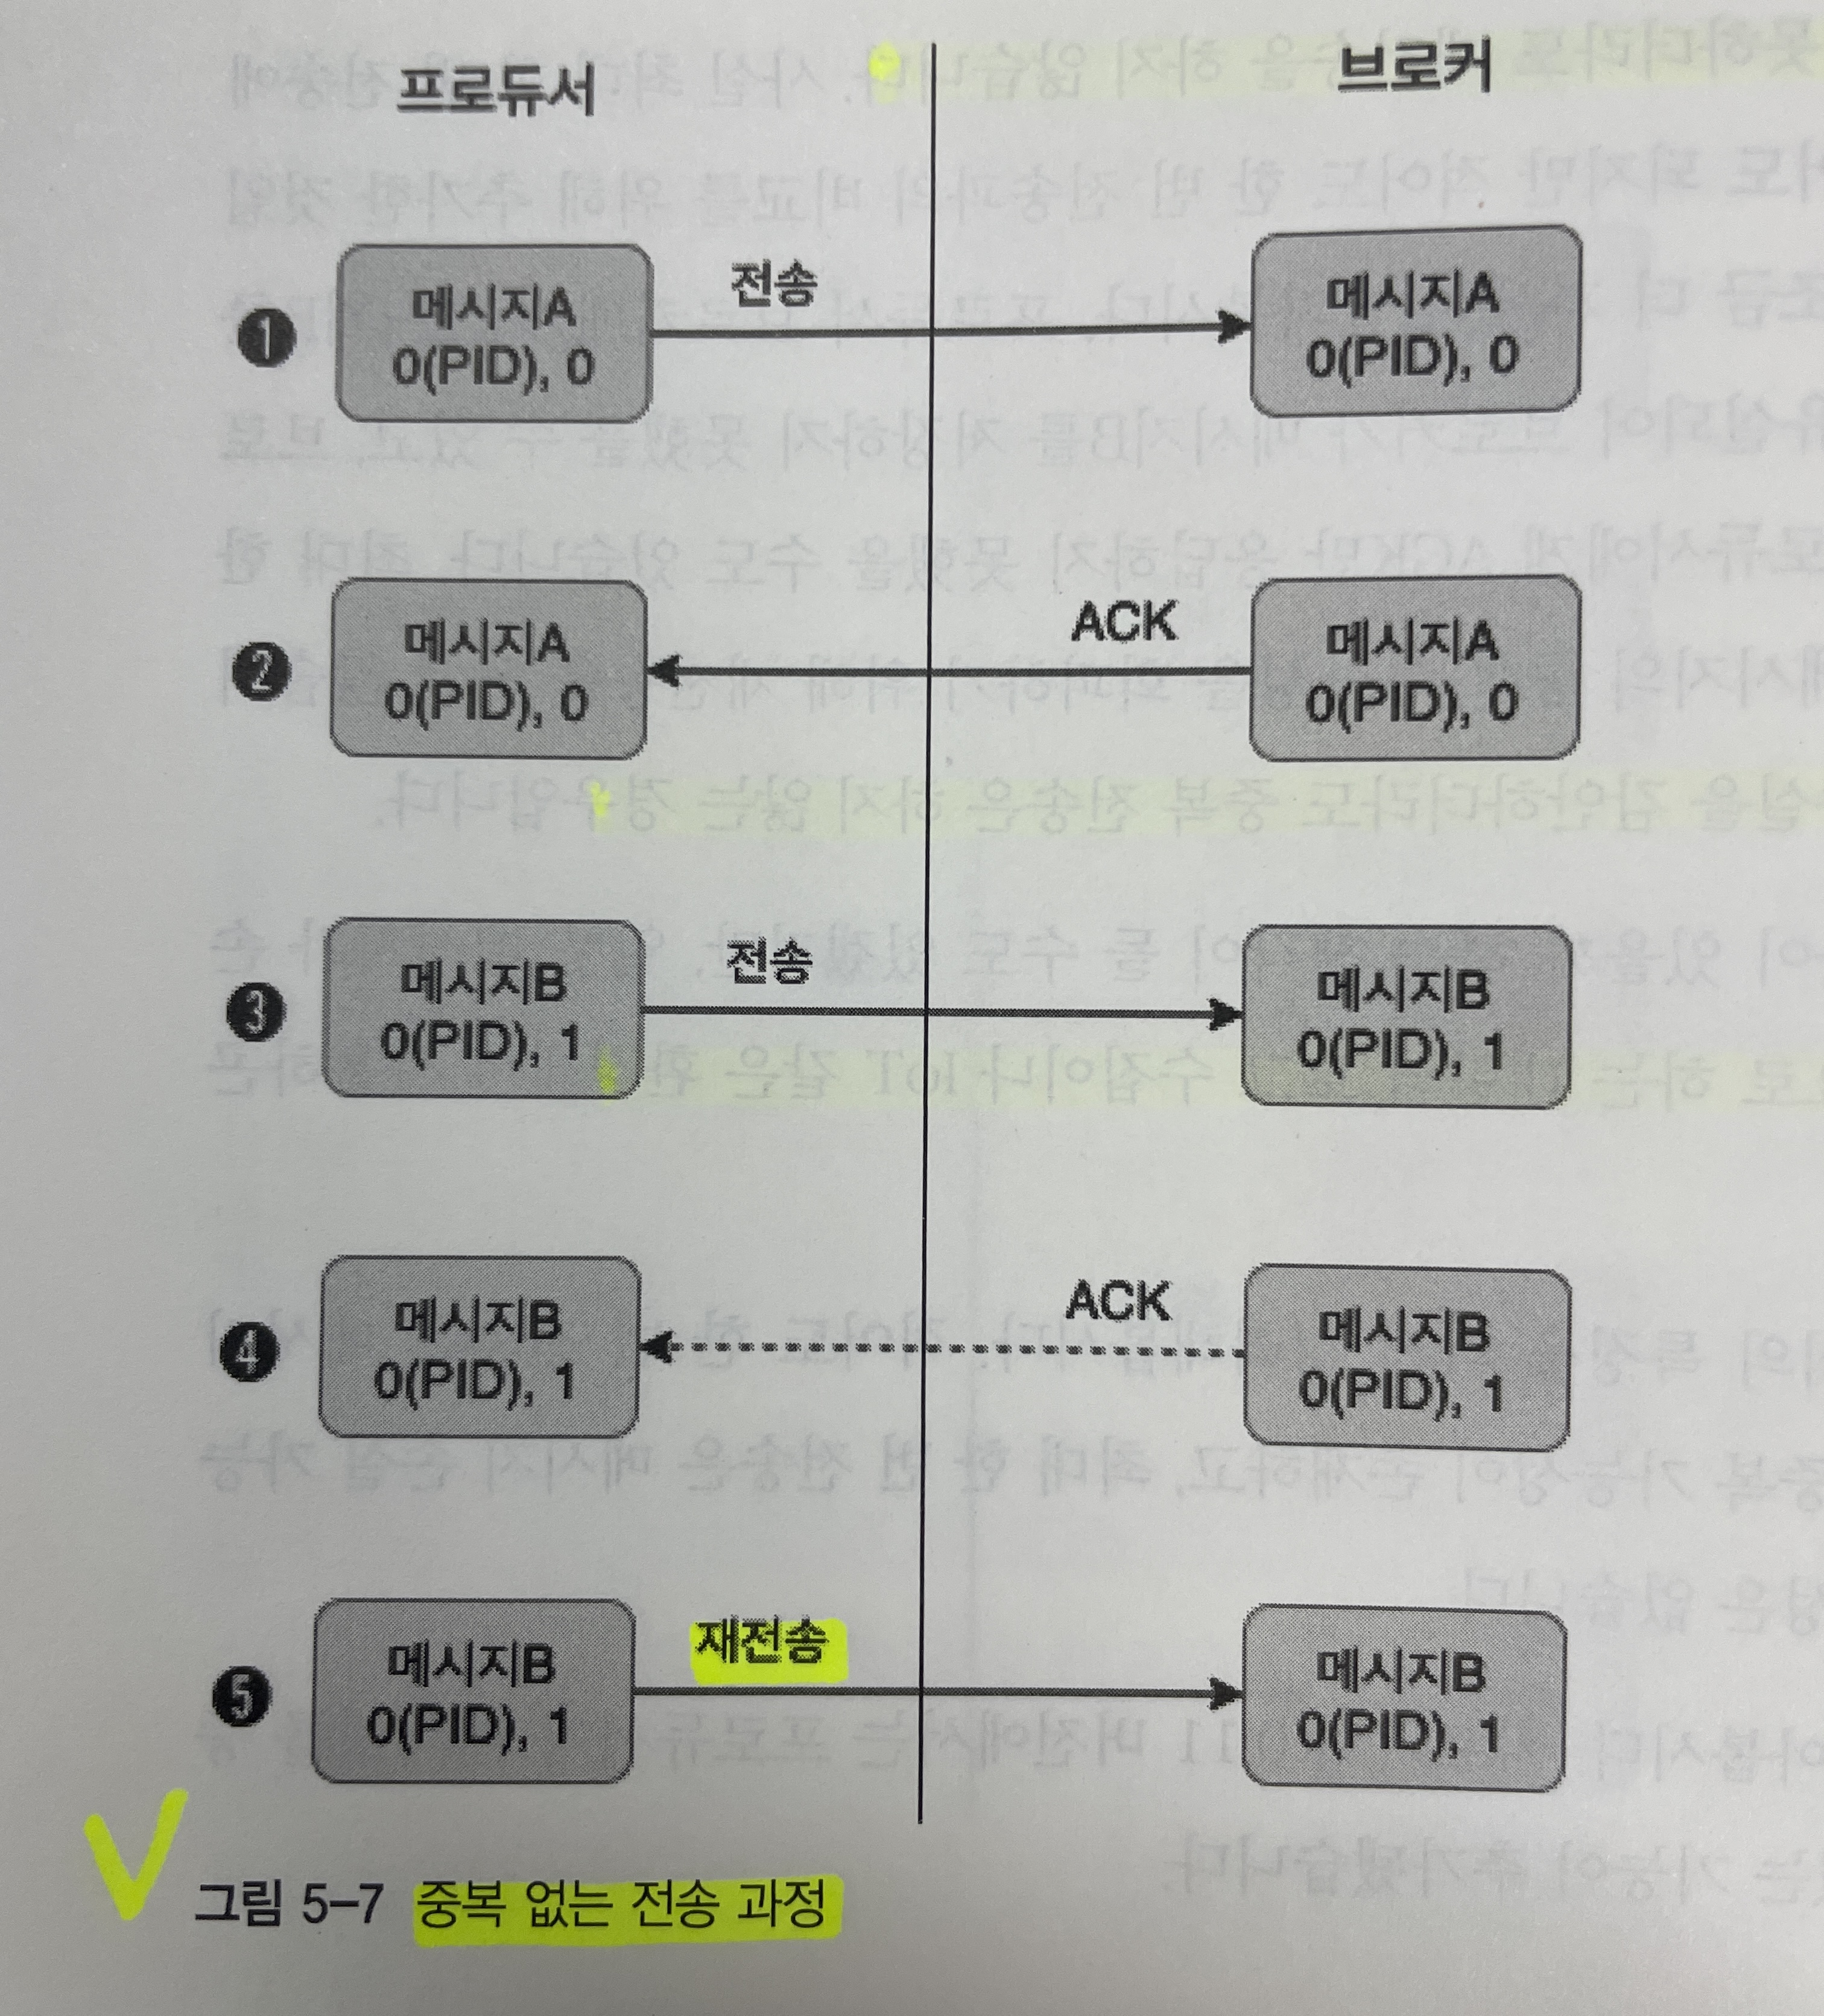 프로듀서
브로커
1
메시지A
0(PID), 0
전송
메시지A
0(PID), 0
2
메시지A
0(PID), 0
ACK
메시지A
0(PID), 0
3
메시지B
0(PID), 1
전송
메시지B
0(PID), 1
4
메시지B
0(PID), 1
ACK
메시지B
0(PID), 1
5
메시지B
0(PID), 1
재전송
메시지B
0(PID), 1
그림 5–7 중복 없는 전송 과정